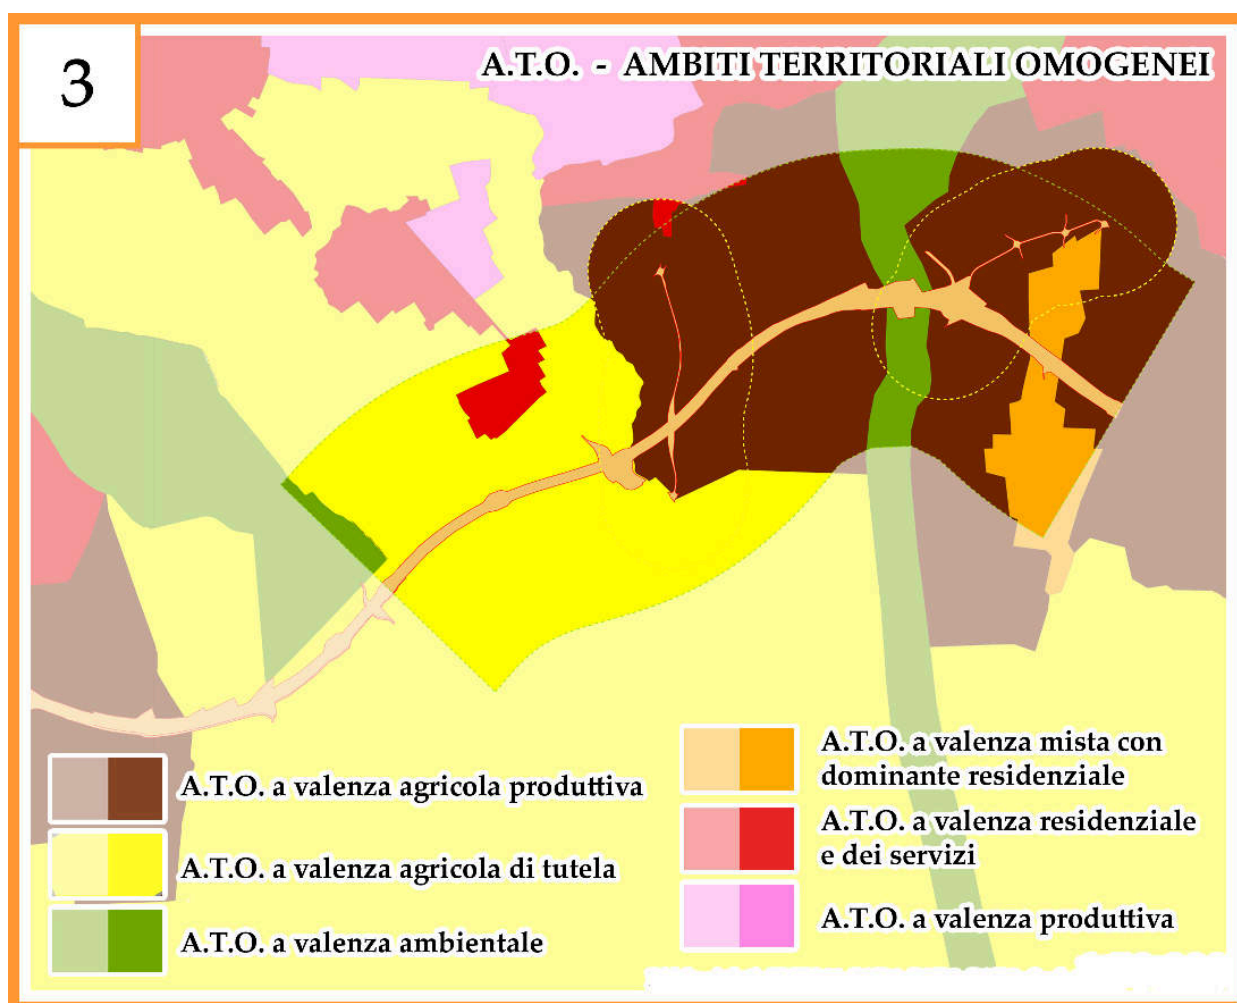 3
A.T.O. - AMBITI TERRITORIALI OMOGENEI
A.T.O. a valenza agricola produttiva
A.T.O. a valenza agricola di tutela
A.T.O. a valenza ambientale
A.T.O. a valenza mista con
dominante residenziale
A.T.O. a valenza residenziale
e dei servizi
A.T.O. a valenza produttiva